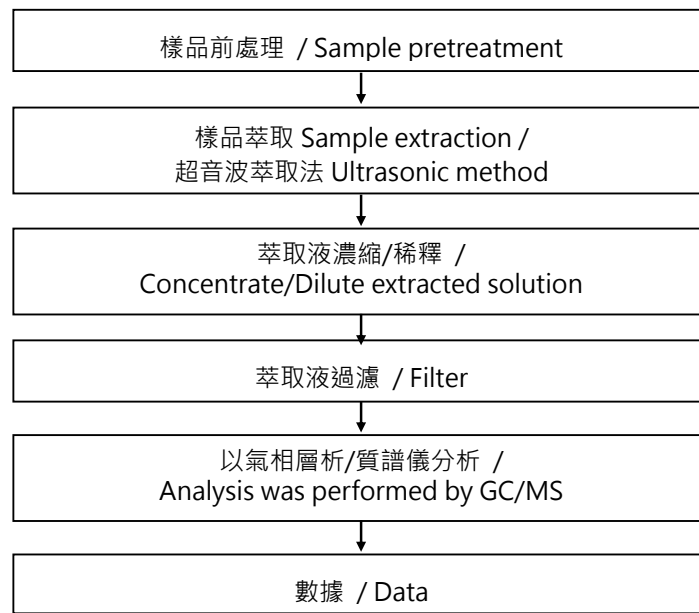 樣品前處理 / Sample pretreatment
樣品萃取 Sample extraction /
超音波萃取法 Ultrasonic method
萃取液濃縮/稀釋 /
Concentrate/Dilute extracted solution
萃取液過濾 / Filter
以氣相層析/質譜儀分析 /
Analysis was performed by GC/MS
數據 / Data